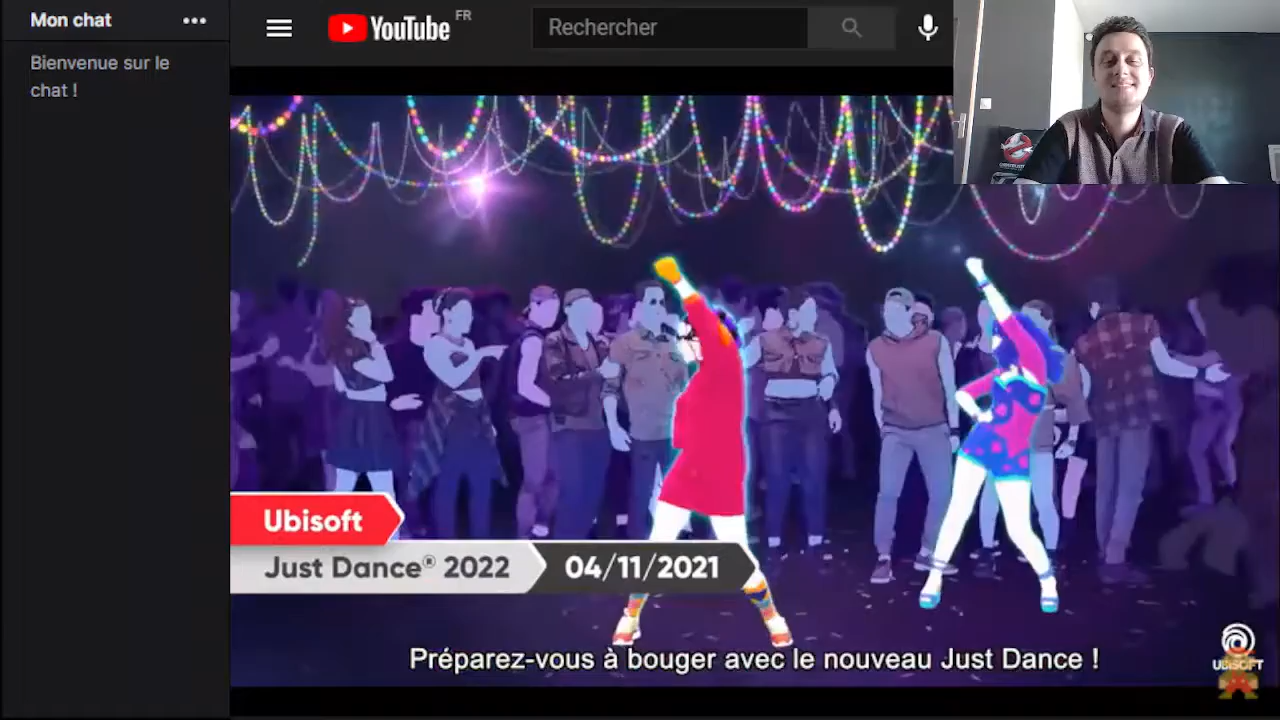 Mon chat
Bienvenue sur le
chat !
YouTube FR
Rechercher
Ubisoft
Just Dance® 2022
04/11/2021
Préparez-vous à bouger avec le nouveau Just Dance !
UBISOFT